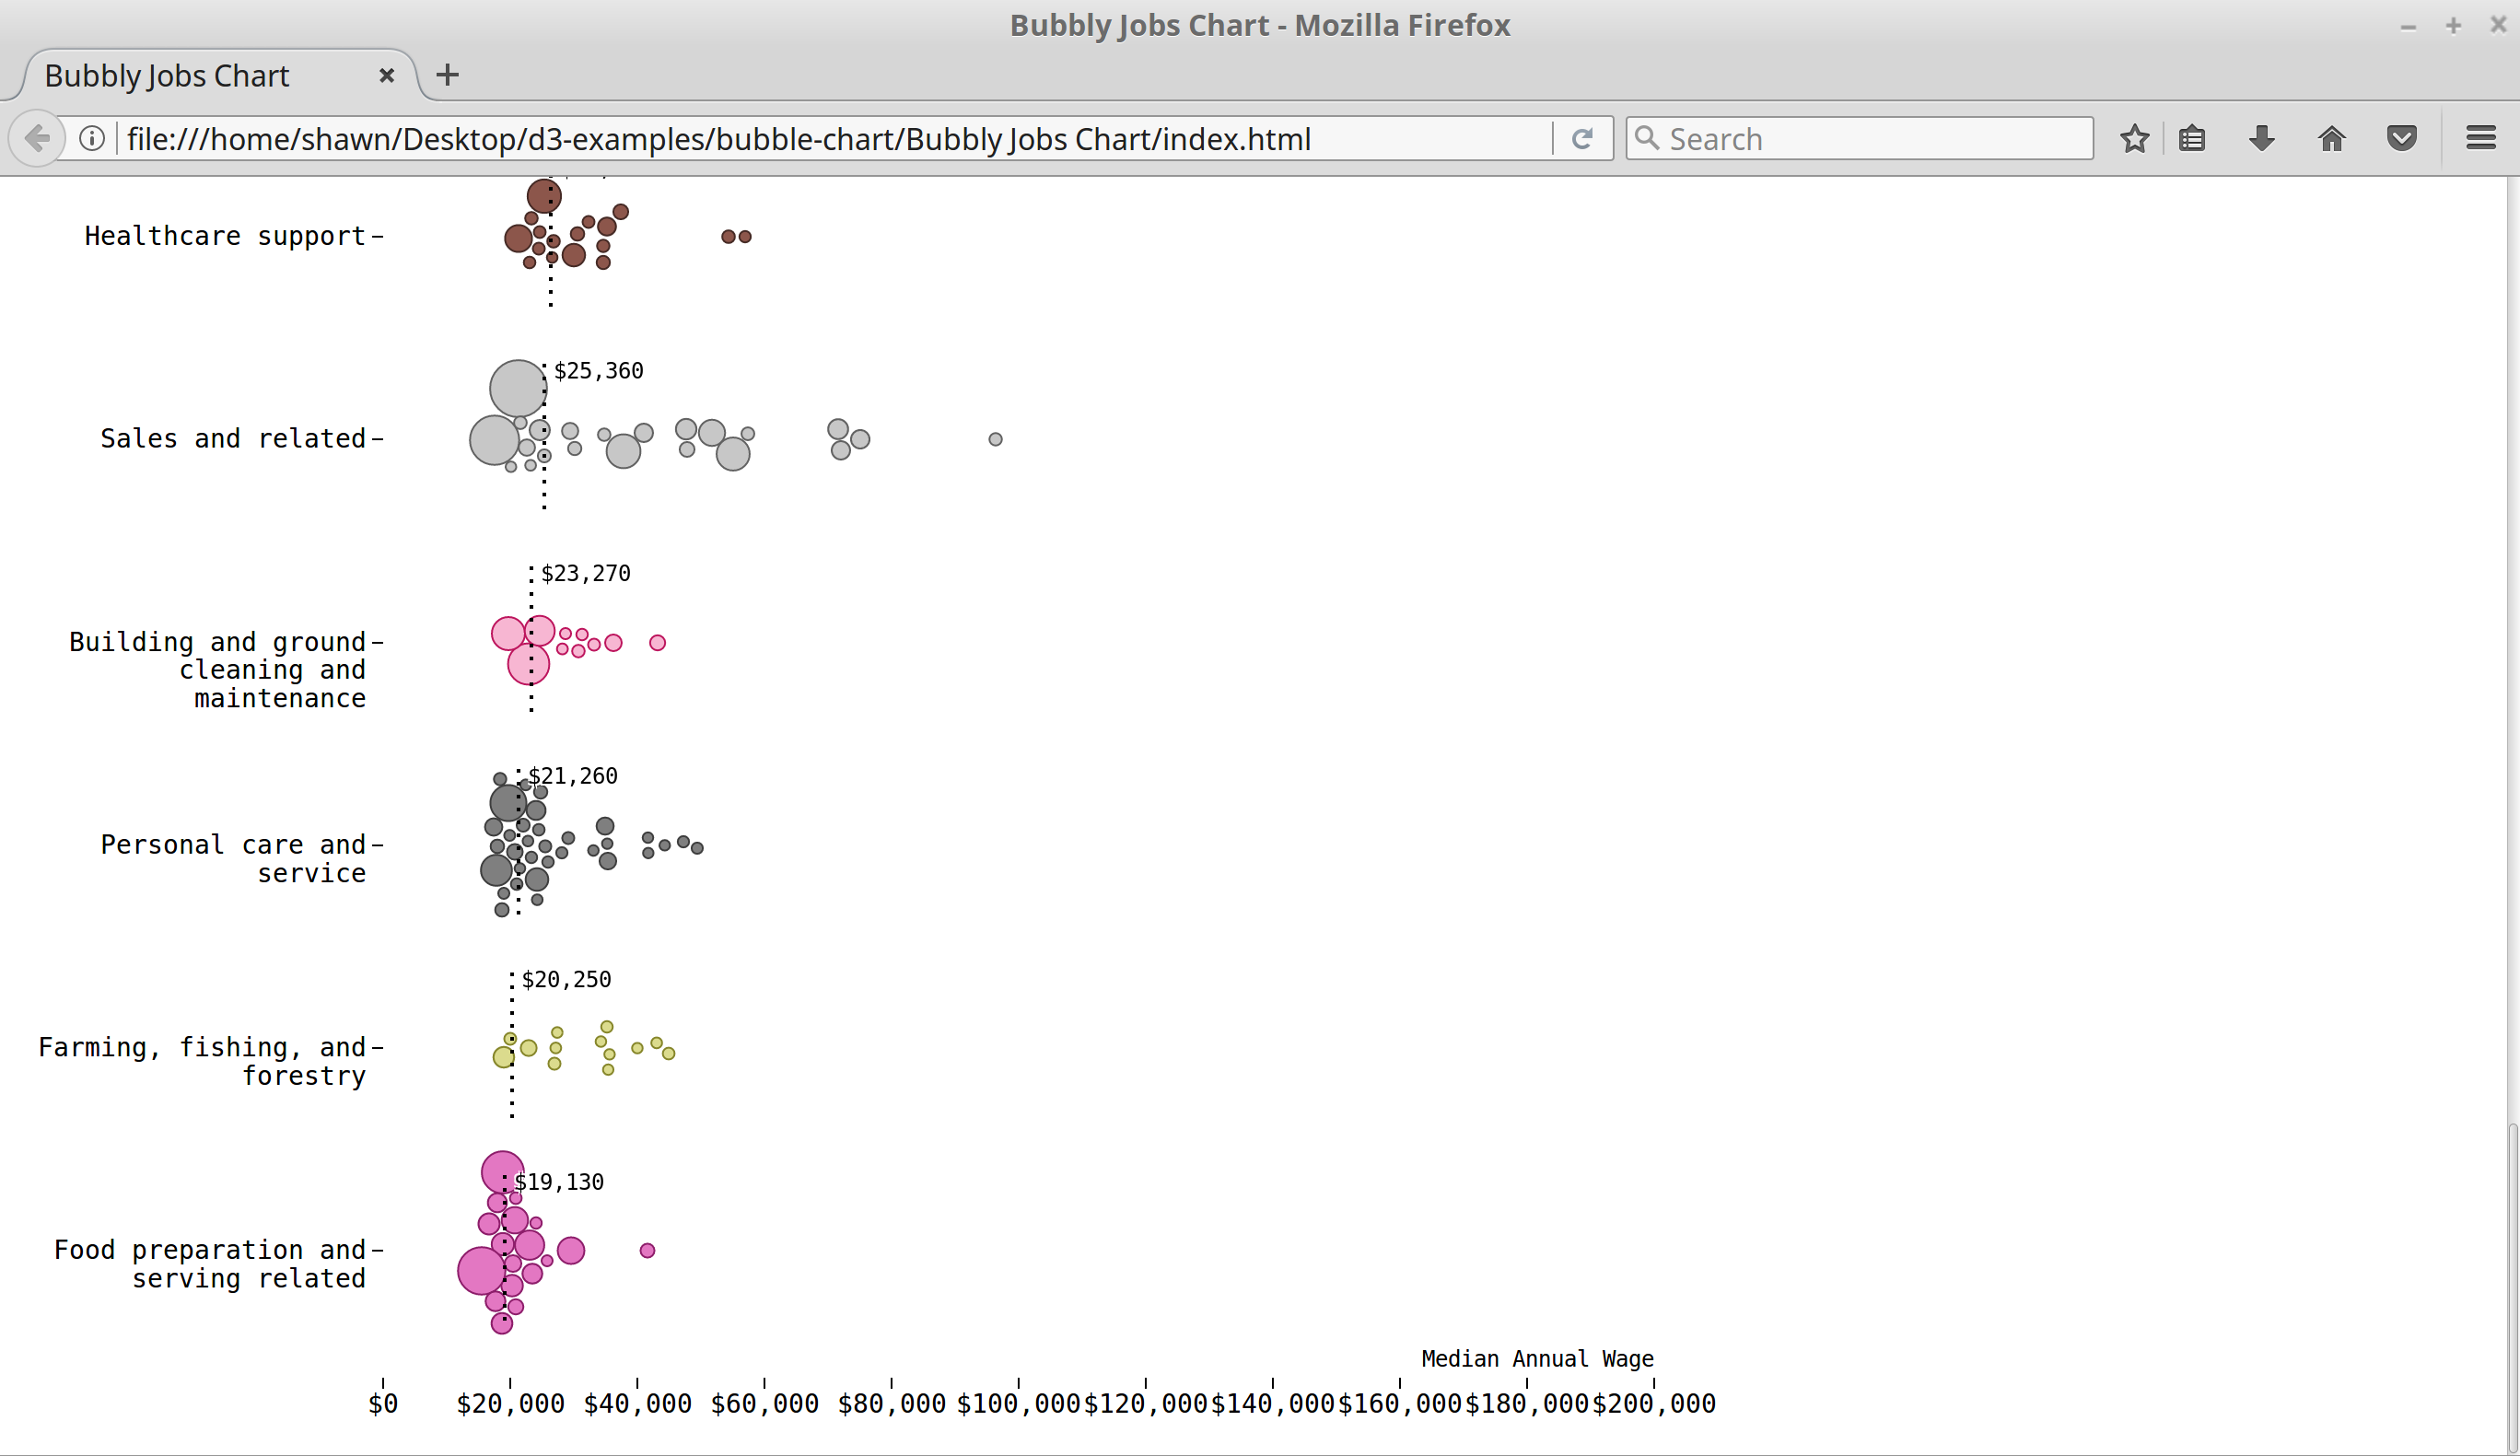 Bubbly Jobs Chart - Mozilla Firefox
Bubbly Jobs Chart
file:///home/shawn/Desktop/d3-examples/bubble-chart/Bubbly Jobs Chart/index.html
Search
Healthcare support
$25,360
Sales and related
$23,270
Building and ground
cleaning and
maintenance
$21,260
Personal care and
service
$20,250
Farming, fishing, and
forestry
$19,130
Food preparation and
serving related
Median Annual Wage
$0 $20,000 $40,000 $60,000 $80,000 $100,000 $120,000 $140,000 $160,000 $180,000 $200,000